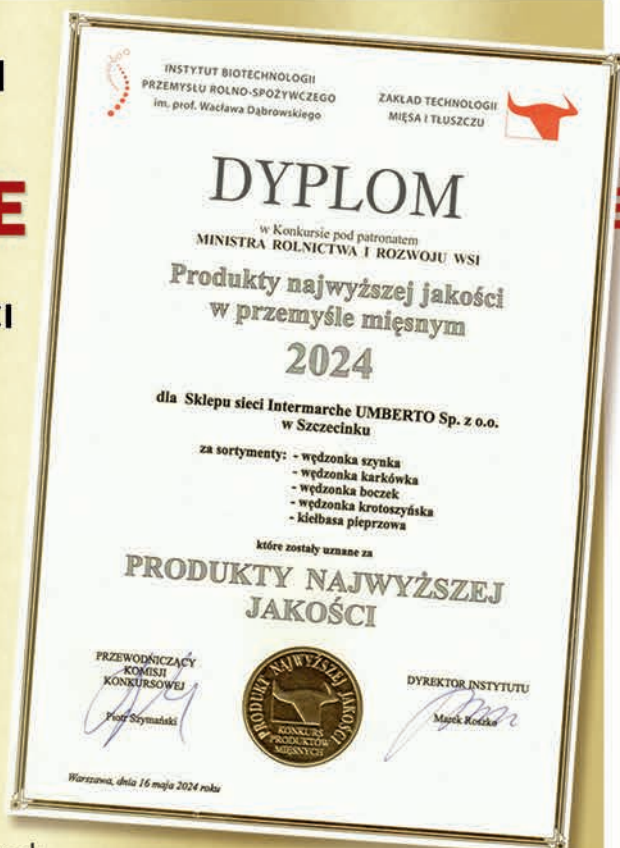 INSTYTUT BIOTECHNOLOGII
PRZEMYSŁU ROLNO-SPOŻYWCZEGO
im. prof. Wacława Dąbrowskiego
ZAKŁAD TECHNOLOGII
MIĘSA I TŁUSZCZU
DYPLOM
w Konkursie pod patronatem
MINISTRA ROLNICTWA I ROZWOJU WSI
Produkty najwyższej jakości
w przemyśle mięsnym
2024
dla Sklepu sieci Intermarche UMBERTO Sp. z o.o.
w Szczecinku
za sortymenty: - wędzonka szynka
- wędzonka karkówka
- wędzonka boczek
- wędzonka krotoszyńska
- kiełbasa pieprzowa
które zostały uznane za
PRODUKTY NAJWYŻSZEJ
JAKOŚCI
PRZEWODNICZĄCY
KOMISJI
KONKURSOWEJ
Piotr Szymański
PRODUKT NAJWYŻSZEJ JAKOŚCI
KONKURS
PRODUKTÓW
MIĘSNYCH
DYREKTOR INSTYTUTU
Marek Roszko
Warszawa, dnia 16 maja 2024 roku